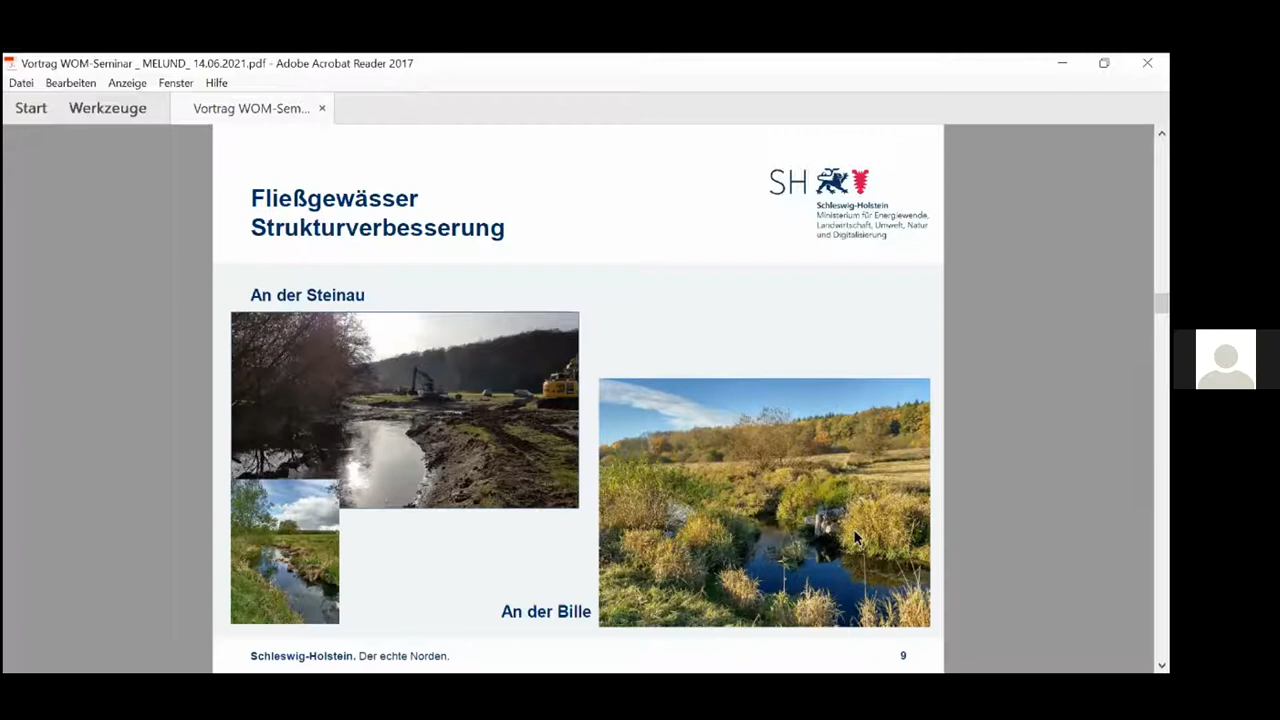 Vortrag WOM-Seminar _ MELUND_ 14.06.2021.pdf - Adobe Acrobat Reader 2017
Datei Bearbeiten Anzeige Fenster Hilfe
Start Werkzeuge Vortrag WOM-Sem... ×
SH
Schleswig-Holstein
Ministerium für Energiewende,
Landwirtschaft, Umwelt, Natur
und Digitalisierung
Fließgewässer
Strukturverbesserung
An der Steinau
An der Bille
Schleswig-Holstein. Der echte Norden.
9